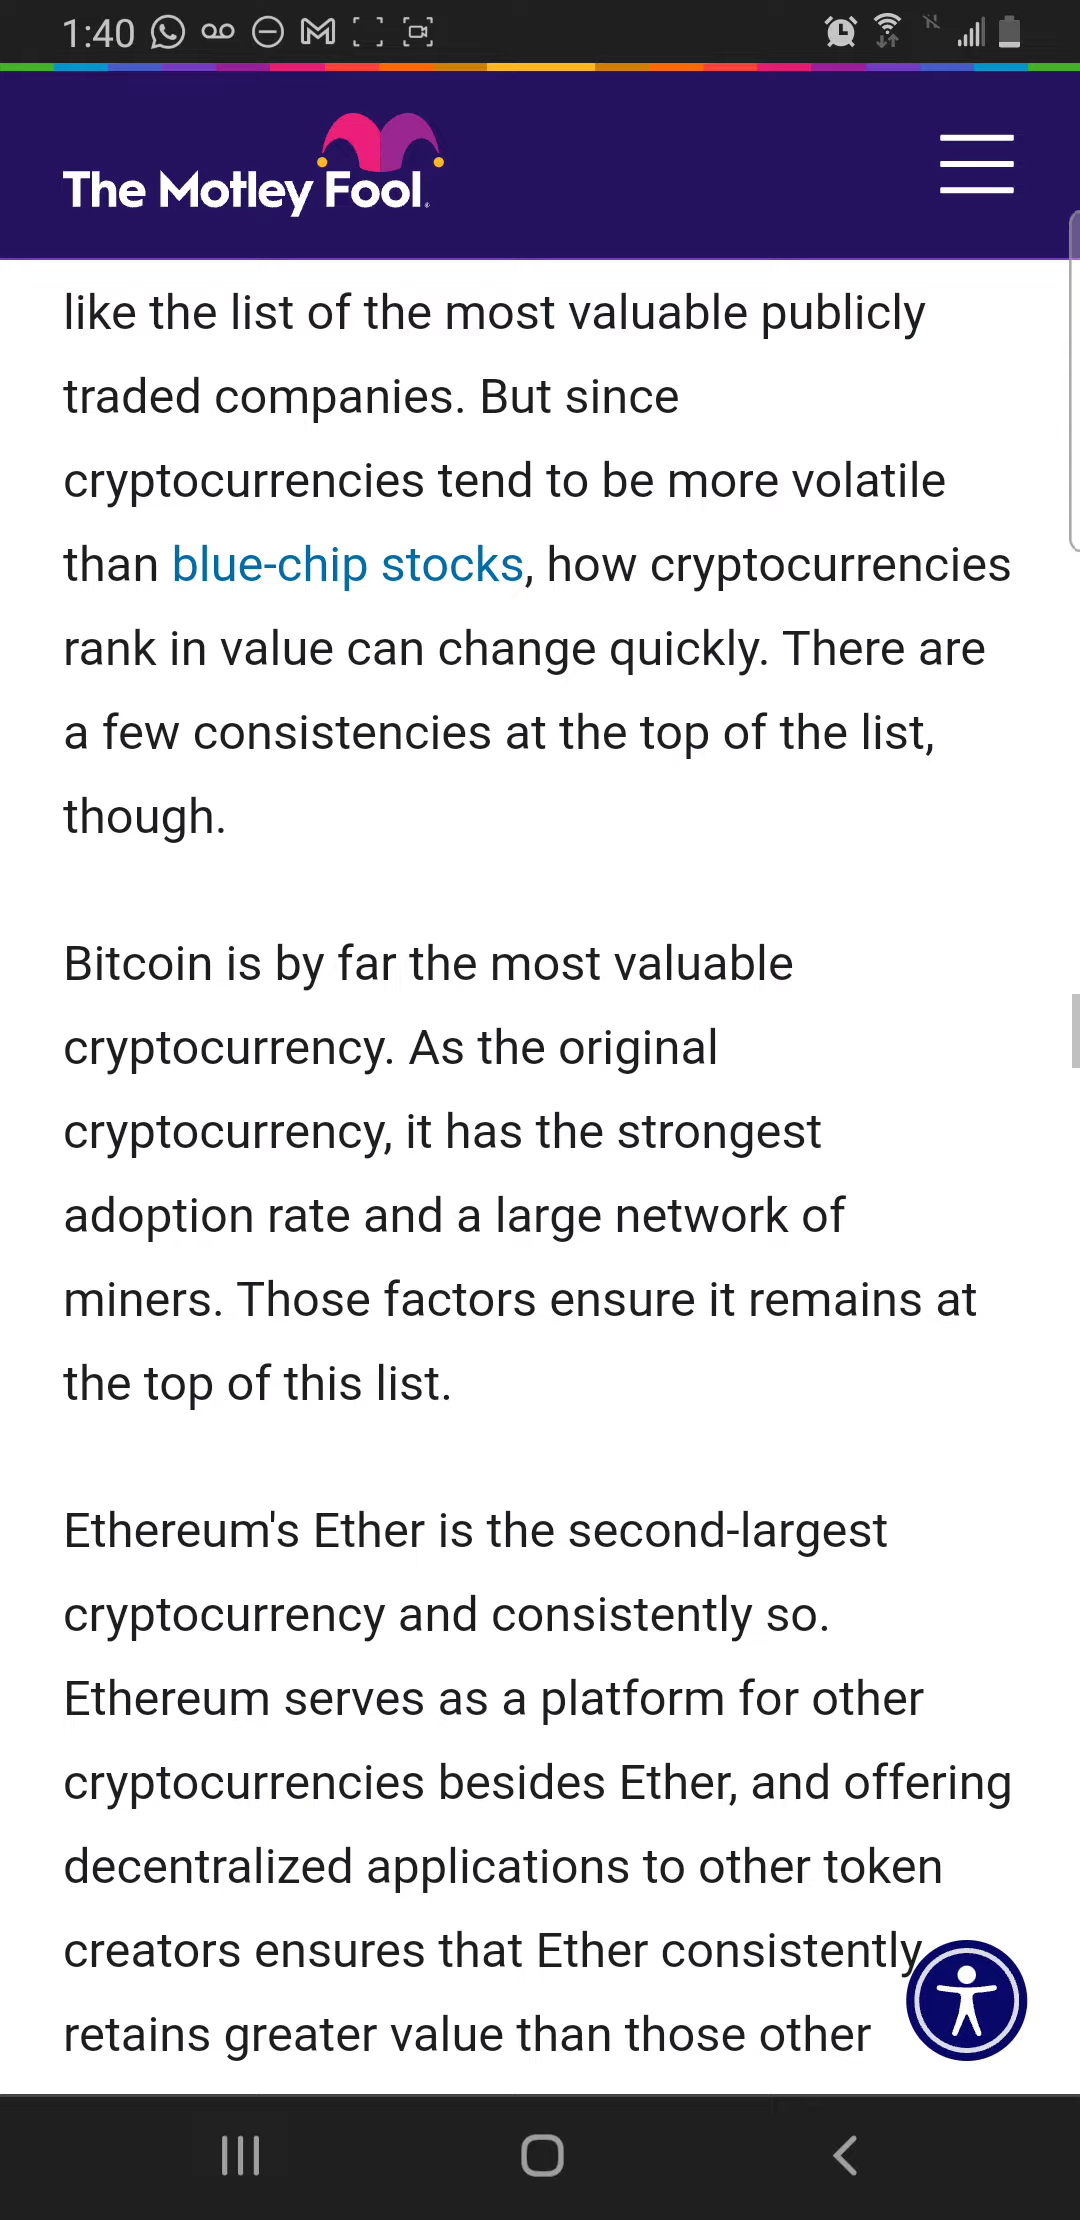 1:40
The Motley Fool.
like the list of the most valuable publicly
traded companies. But since
cryptocurrencies tend to be more volatile
than blue-chip stocks, how cryptocurrencies
rank in value can change quickly. There are
a few consistencies at the top of the list,
though.
Bitcoin is by far the most valuable
cryptocurrency. As the original
cryptocurrency, it has the strongest
adoption rate and a large network of
miners. Those factors ensure it remains at
the top of this list.
Ethereum's Ether is the second-largest
cryptocurrency and consistently so.
Ethereum serves as a platform for other
cryptocurrencies besides Ether, and offering
decentralized applications to other token
creators ensures that Ether consistently
retains greater value than those other